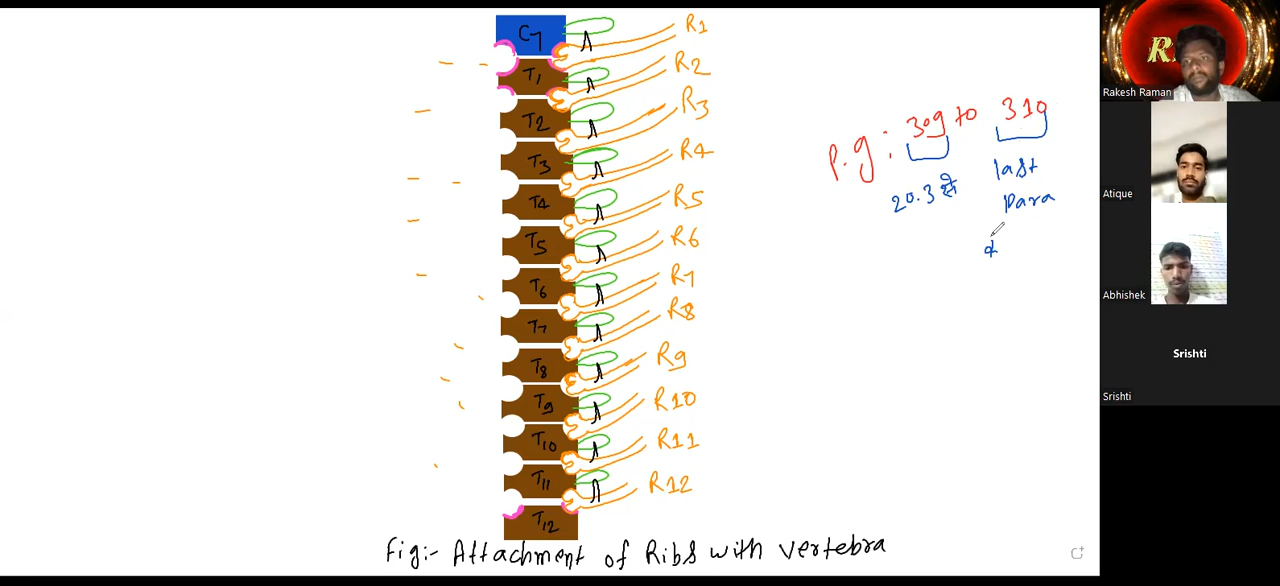 C7
T1
T2
T3
T4
T5
T6
T7
T8
T9
T10
T11
T12
R1
R2
R3
R4
R5
R6
R7
R8
R9
R10
R11
R12
P.g : 309 to 319
20.3 से
last
para
Fig:- Attachment of Ribs with vertebra
Rakesh Raman
Atique
Abhishek
Srishti
Srishti